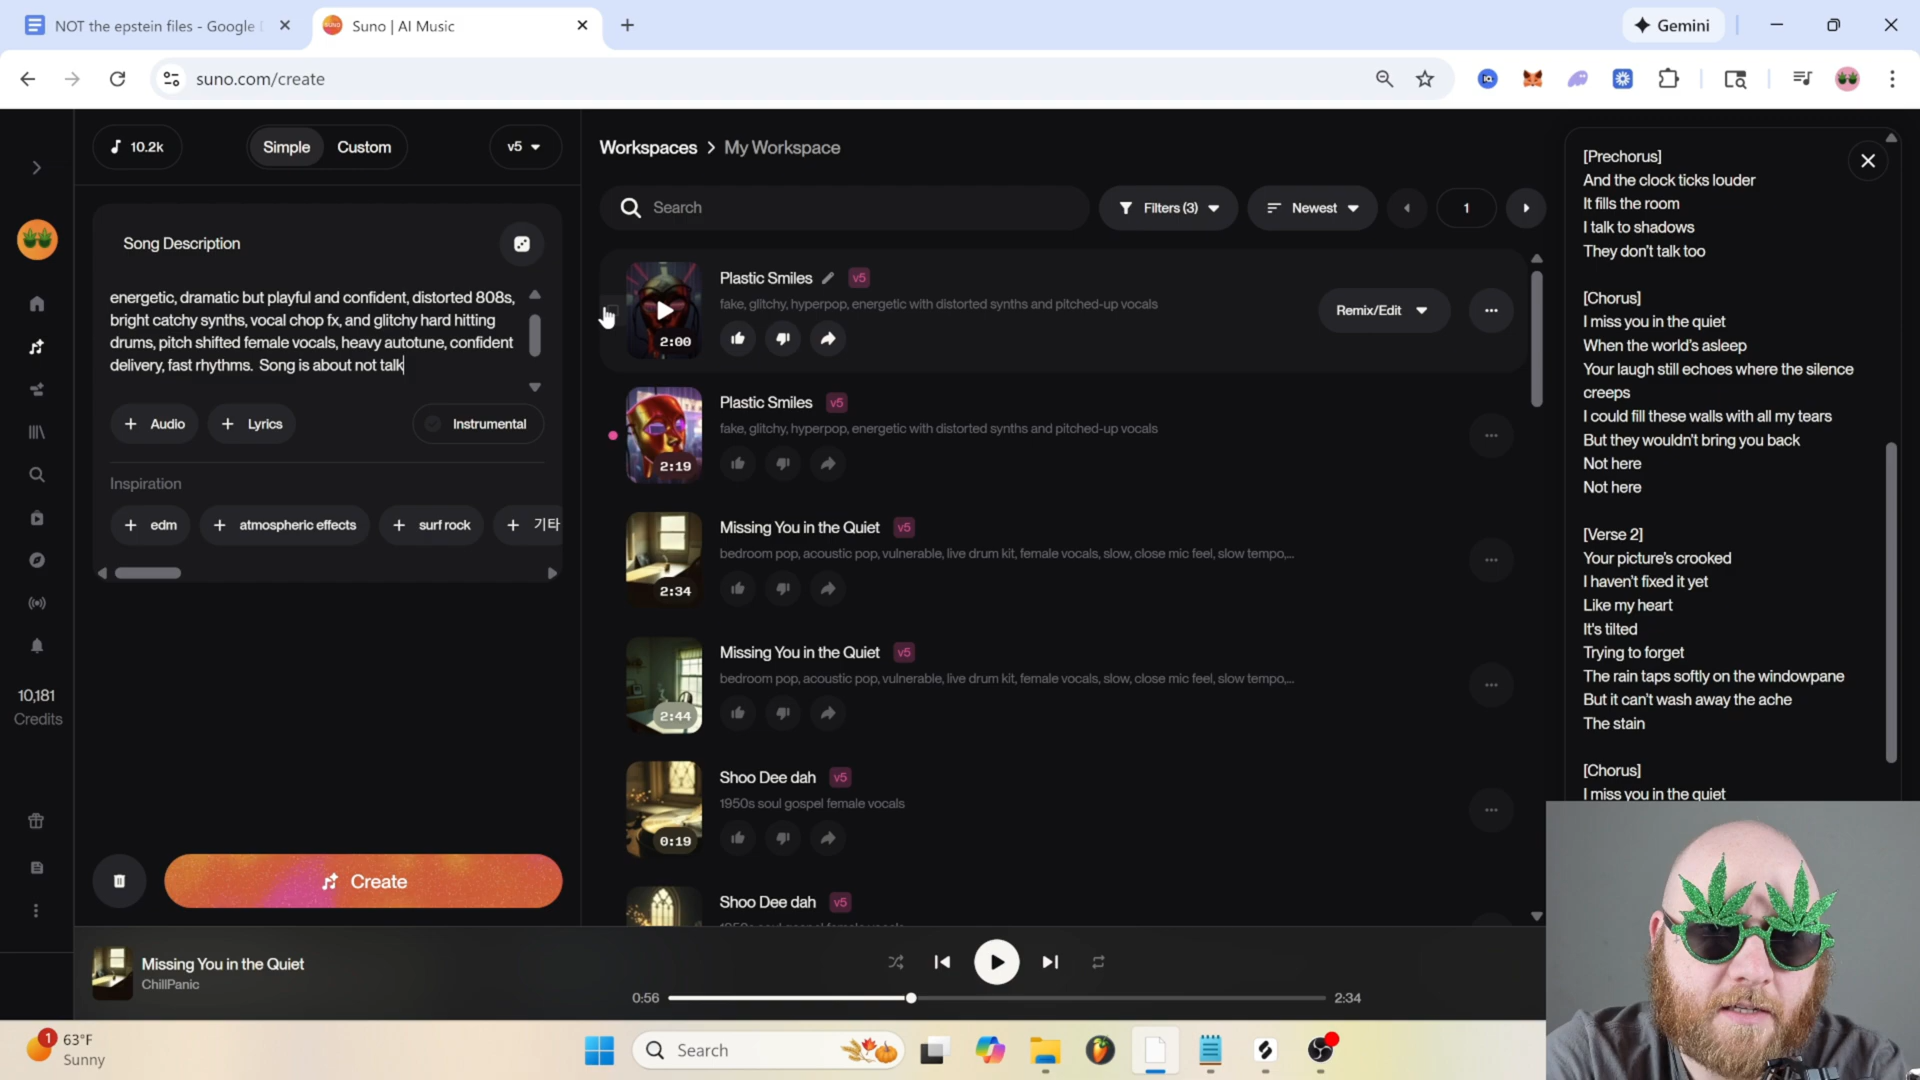 NOT the epstein files - Google
Suno | AI Music
Gemini
suno.com/create
10.2k
Simple
Custom
v5
Workspaces > My Workspace
Search
Filters (3)
Newest
1
Song Description
energetic, dramatic but playful and confident, distorted 808s,
bright catchy synths, vocal chop fx, and glitchy hard hitting
drums, pitch shifted female vocals, heavy autotune, confident
delivery, fast rhythms.  Song is about not talk
+ Audio
+ Lyrics
Instrumental
Inspiration
+ edm
+ atmospheric effects
+ surf rock
+ 기타
Create
10,181
Credits
Plastic Smiles v5
fake, glitchy, hyperpop, energetic with distorted synths and pitched-up vocals
2:00
Remix/Edit
Plastic Smiles v5
fake, glitchy, hyperpop, energetic with distorted synths and pitched-up vocals
2:19
Missing You in the Quiet v5
bedroom pop, acoustic pop, vulnerable, live drum kit, female vocals, slow, close mic feel, slow tempo,...
2:34
Missing You in the Quiet v5
bedroom pop, acoustic pop, vulnerable, live drum kit, female vocals, slow, close mic feel, slow tempo,...
2:44
Shoo Dee dah v5
1950s soul gospel female vocals
0:19
Shoo Dee dah v5
[Prechorus]
And the clock ticks louder
It fills the room
I talk to shadows
They don't talk too
[Chorus]
I miss you in the quiet
When the world's asleep
Your laugh still echoes where the silence
creeps
I could fill these walls with all my tears
But they wouldn't bring you back
Not here
Not here
[Verse 2]
Your picture's crooked
I haven't fixed it yet
Like my heart
It's tilted
Trying to forget
The rain taps softly on the windowpane
But it can't wash away the ache
The stain
[Chorus]
I miss you in the quiet
Missing You in the Quiet
ChillPanic
0:56
2:34
1
63°F
Sunny
Search